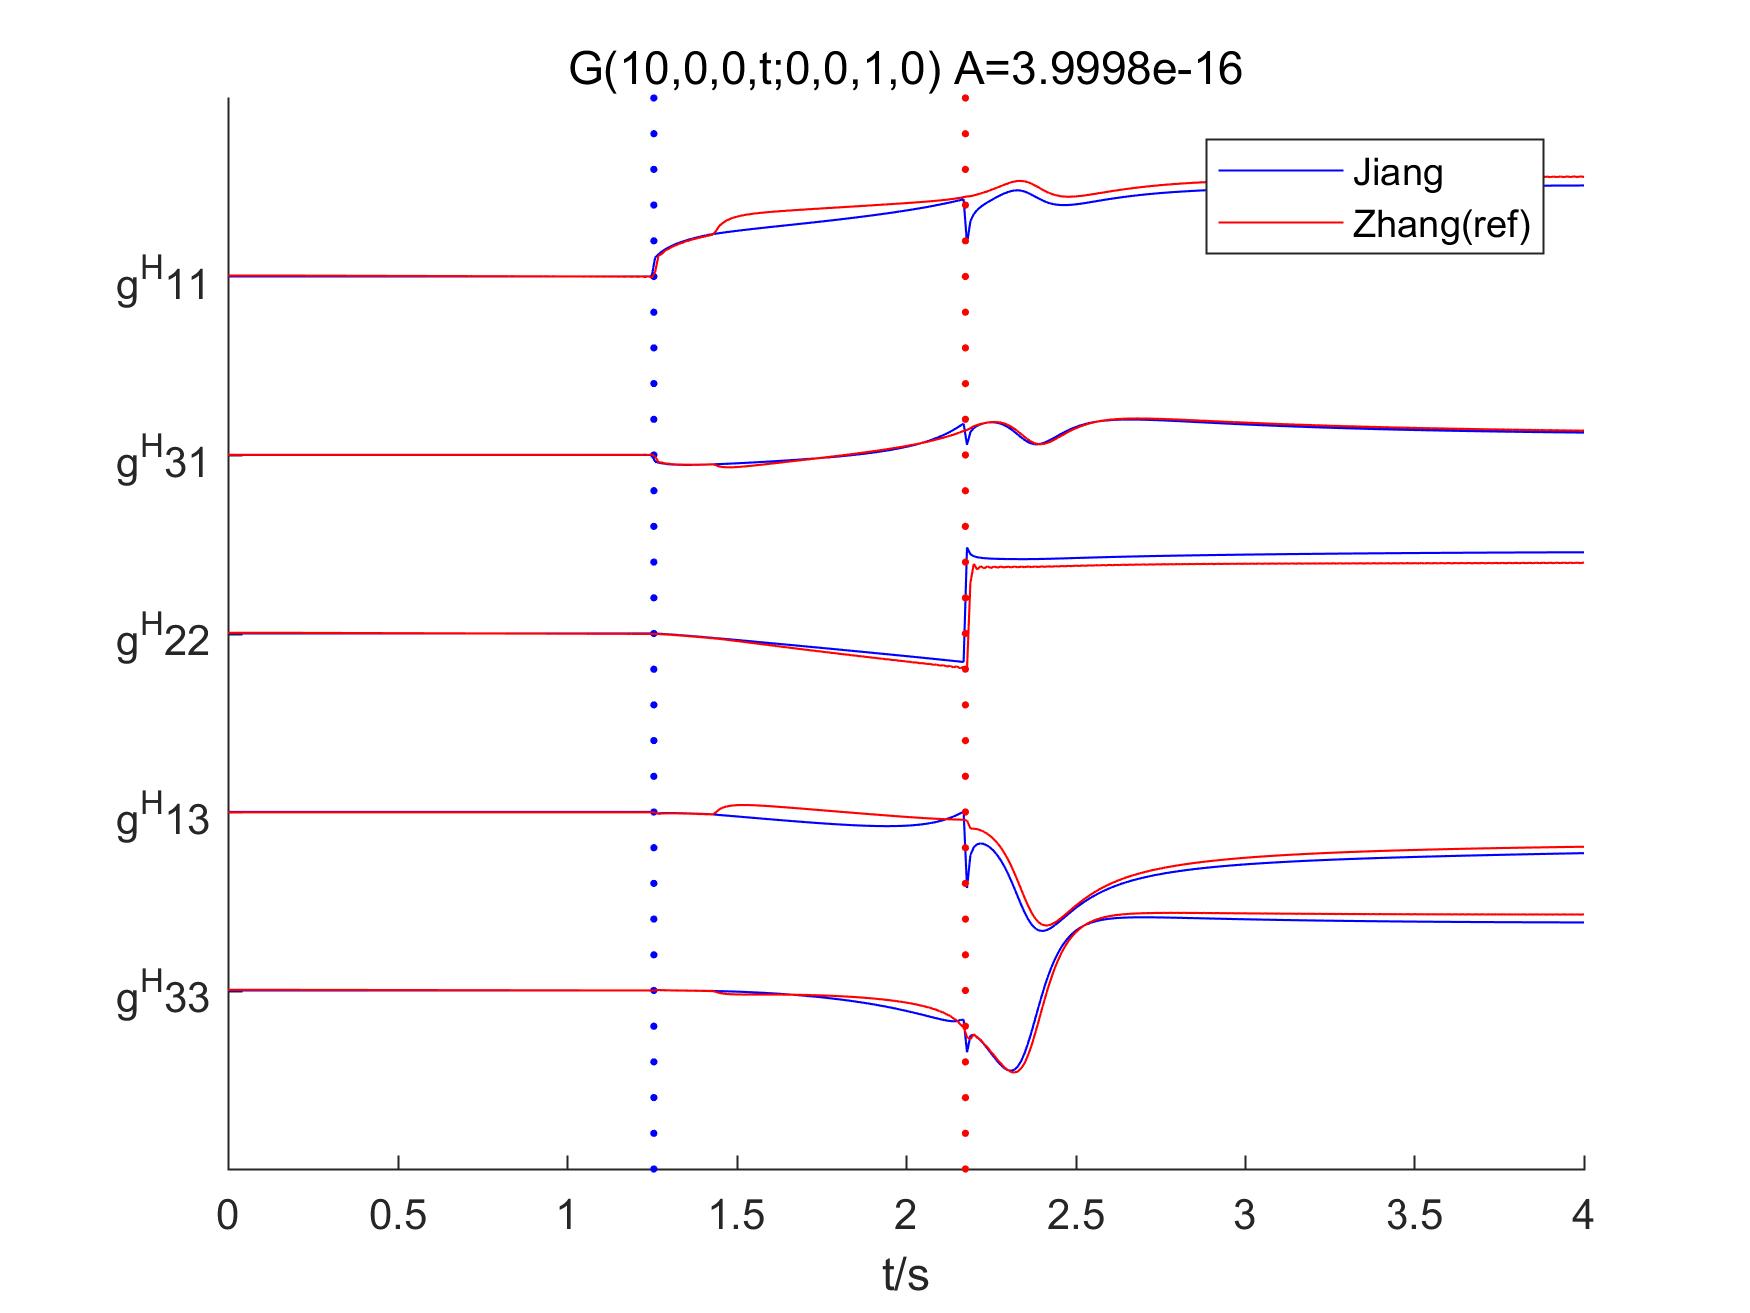 G(10,0,0,t;0,0,1,0) A=3.9998e-16
Jiang
Zhang(ref)
gH11
gH31
gH22
gH13
gH33
0 0.5 1 1.5 2 2.5 3 3.5 4
t/s